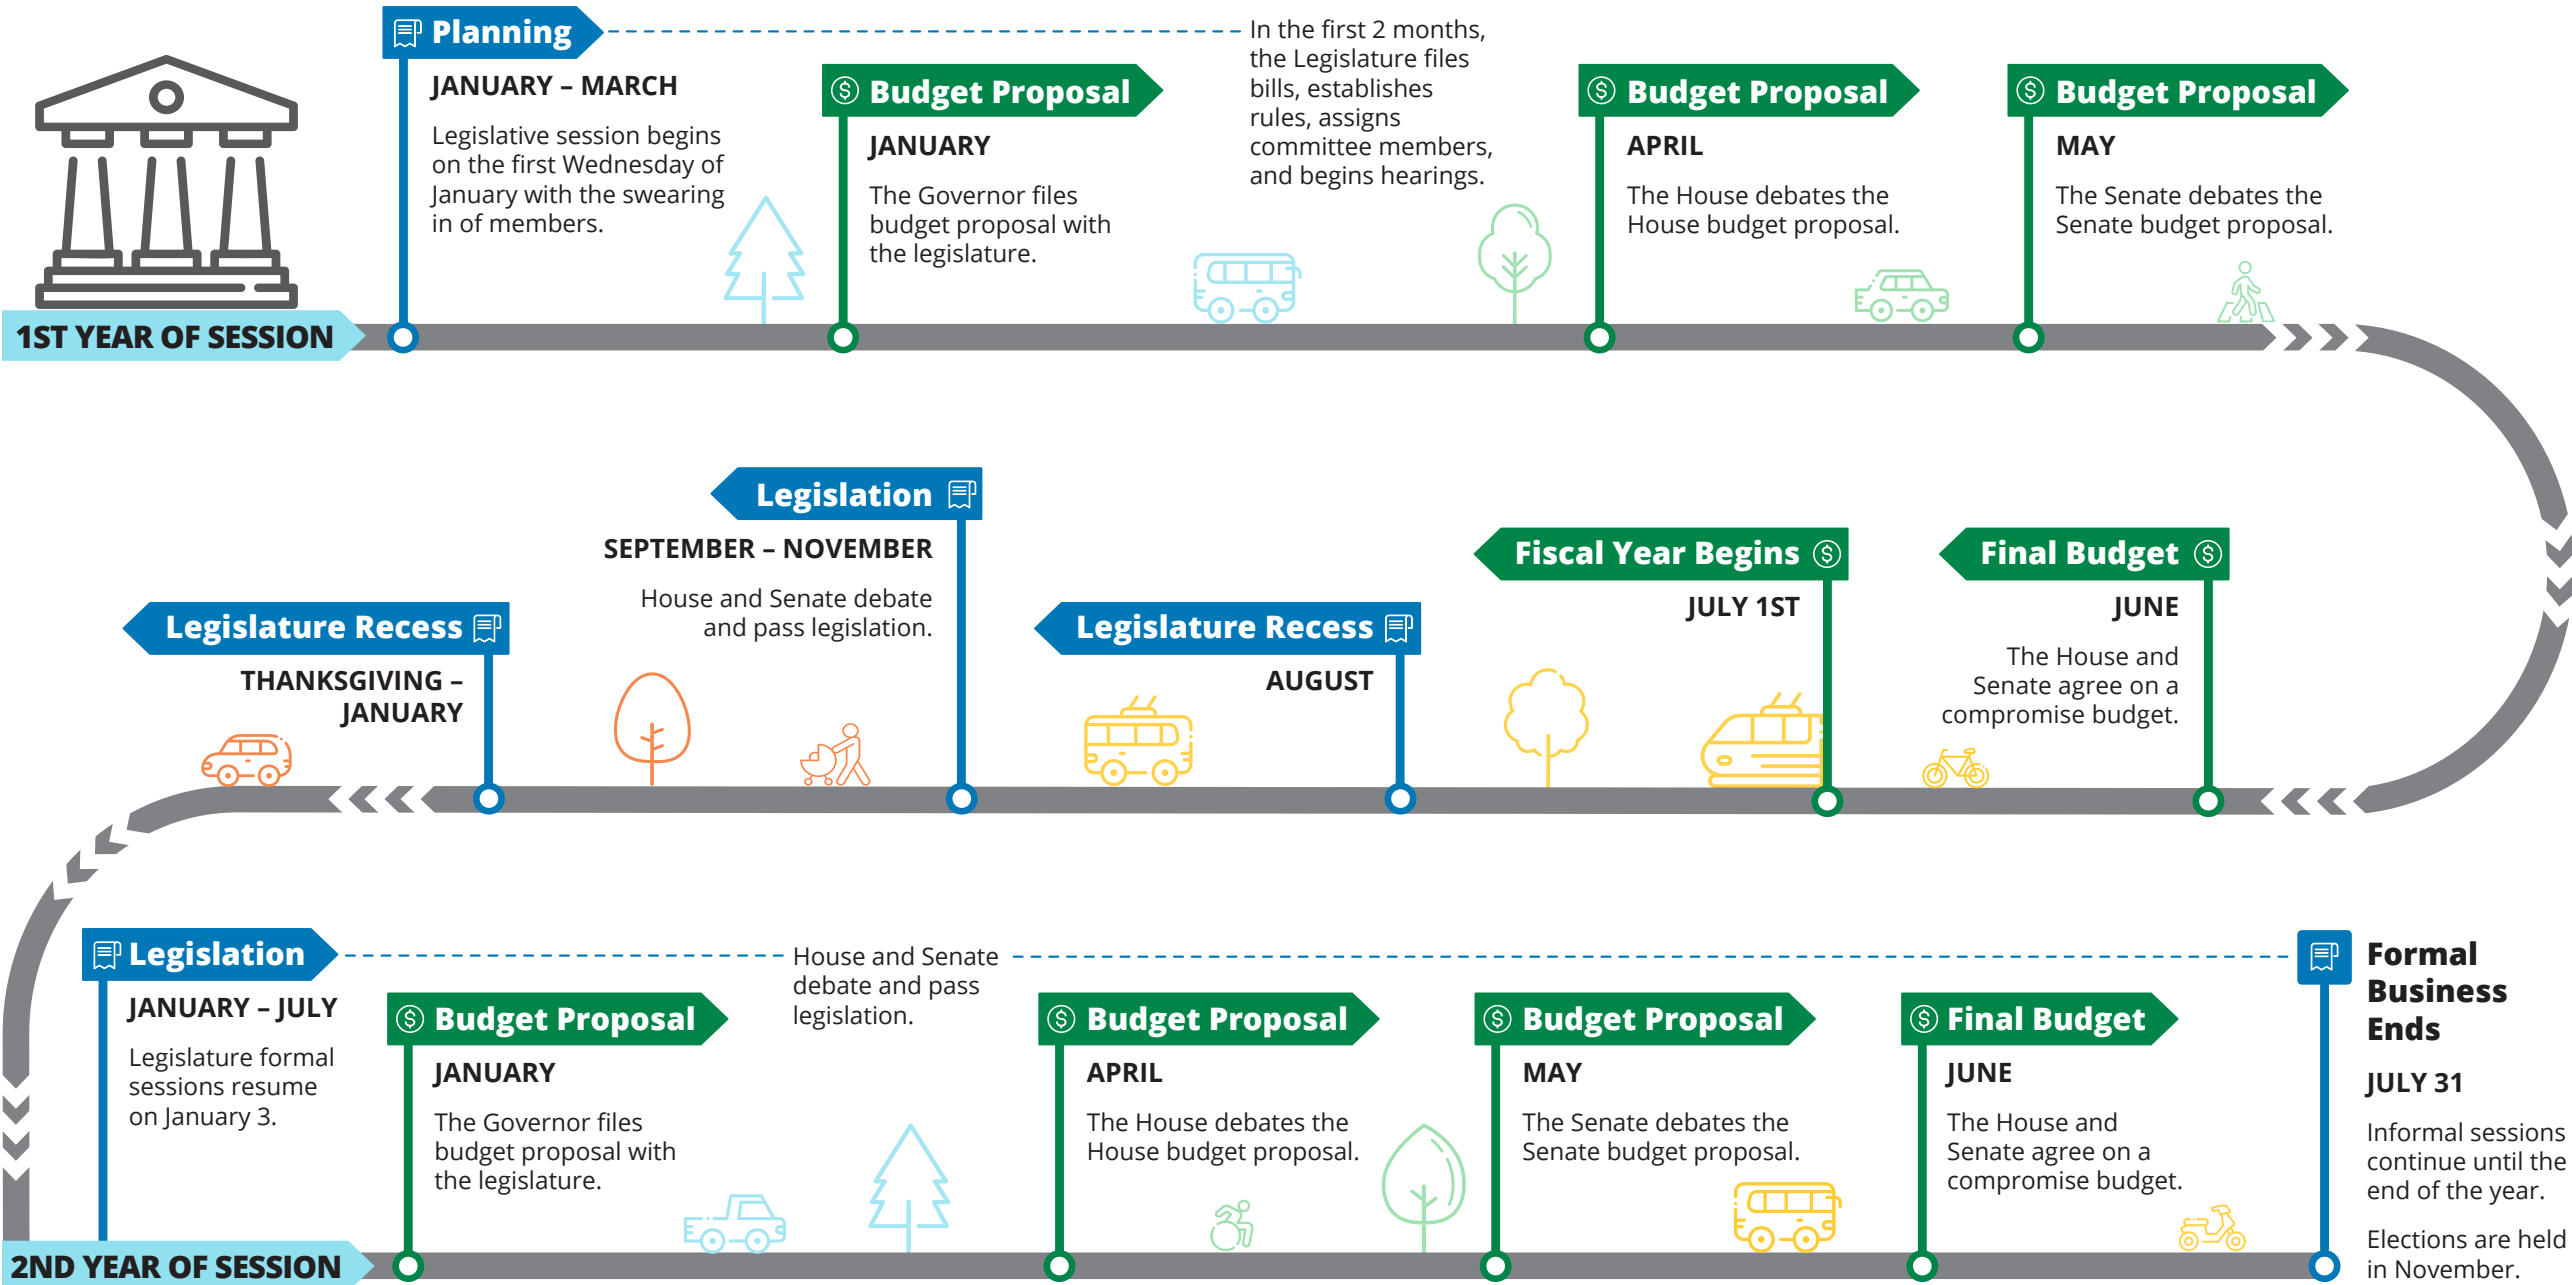 Planning
JANUARY – MARCH
Legislative session begins
on the first Wednesday of
January with the swearing
in of members.
Budget Proposal
JANUARY
The Governor files
budget proposal with
the legislature.
In the first 2 months,
the Legislature files
bills, establishes
rules, assigns
committee members,
and begins hearings.
Budget Proposal
APRIL
The House debates the
House budget proposal.
Budget Proposal
MAY
The Senate debates the
Senate budget proposal.
1ST YEAR OF SESSION
Final Budget
JUNE
The House and
Senate agree on a
compromise budget.
Fiscal Year Begins
JULY 1ST
Legislature Recess
AUGUST
Legislation
SEPTEMBER – NOVEMBER
House and Senate debate
and pass legislation.
Legislature Recess
THANKSGIVING –
JANUARY
Legislation
JANUARY – JULY
Legislature formal
sessions resume
on January 3.
Budget Proposal
JANUARY
The Governor files
budget proposal with
the legislature.
House and Senate
debate and pass
legislation.
Budget Proposal
APRIL
The House debates the
House budget proposal.
Budget Proposal
MAY
The Senate debates the
Senate budget proposal.
Final Budget
JUNE
The House and
Senate agree on a
compromise budget.
Formal
Business
Ends
JULY 31
Informal sessions
continue until the
end of the year.
Elections are held
in November.
2ND YEAR OF SESSION